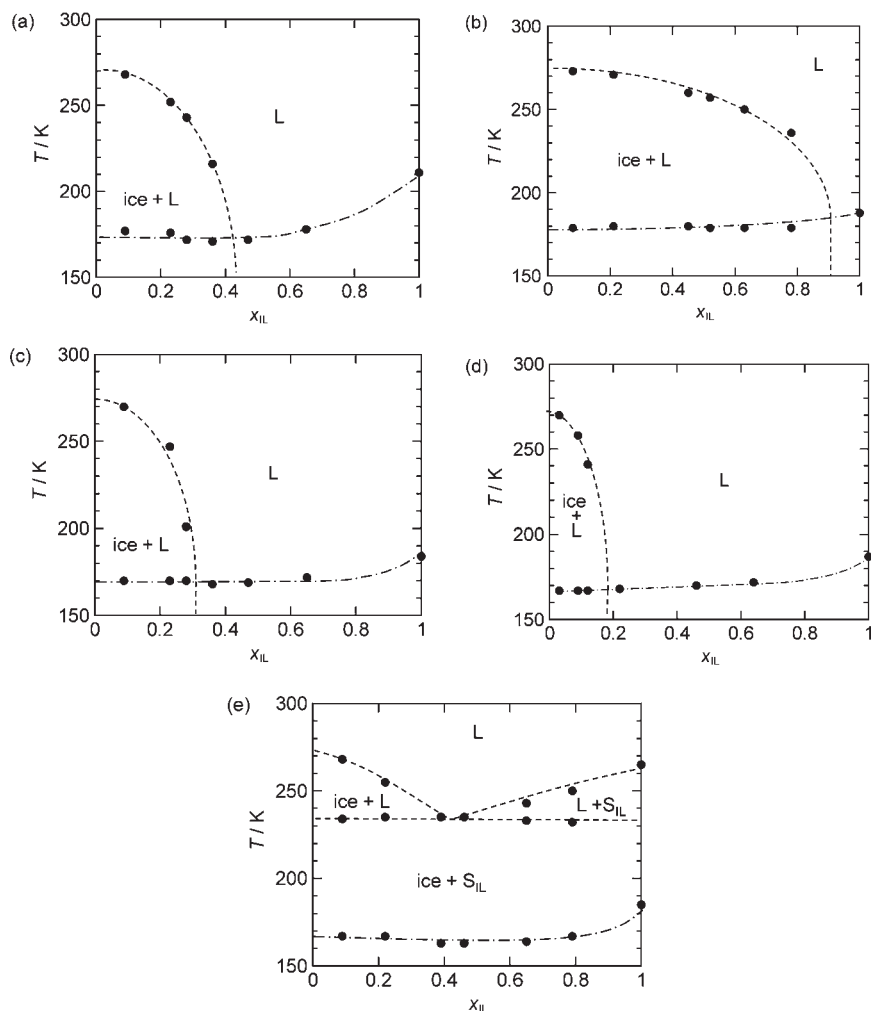 (a)
300
250
200
150
T / K
L
ice + L
0 0.2 0.4 0.6 0.8 1
x_IL
(b)
300
250
200
150
T / K
L
ice + L
0 0.2 0.4 0.6 0.8 1
x_IL
(c)
300
250
200
150
T / K
L
ice + L
0 0.2 0.4 0.6 0.8 1
x_IL
(d)
300
250
200
150
T / K
L
ice
+
L
0 0.2 0.4 0.6 0.8 1
x_IL
(e)
300
250
200
150
T / K
L
ice + L
L + S_IL
ice + S_IL
0 0.2 0.4 0.6 0.8 1
x_IL